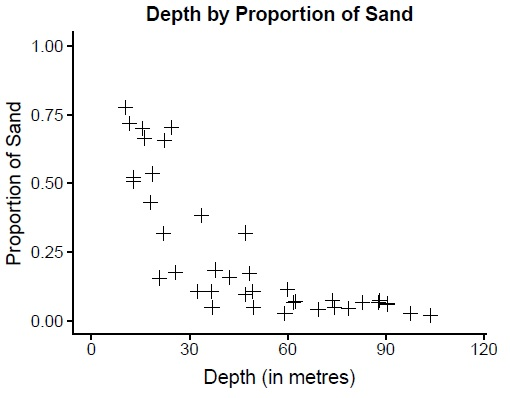 Depth by Proportion of Sand
1.00
0.75
0.50
0.25
0.00
Proportion of Sand
0 30 60 90 120
Depth (in metres)